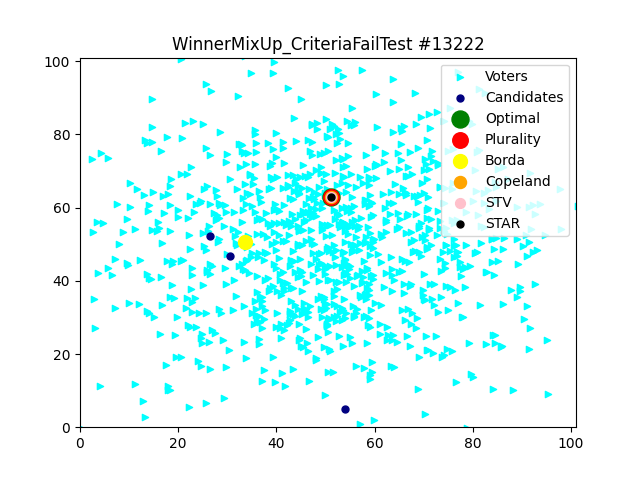 WinnerMixUp_CriteriaFailTest #13222
100
80
60
40
20
0
0
20
40
60
80
100
Voters
Candidates
Optimal
Plurality
Borda
Copeland
STV
STAR